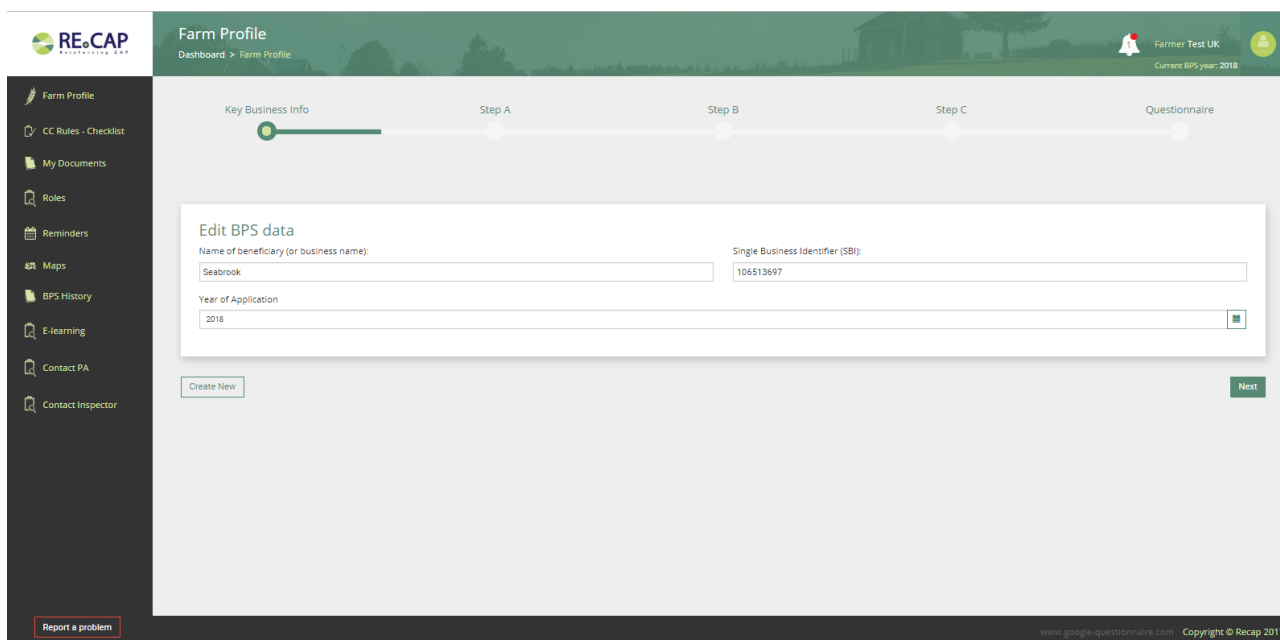 RE.CAP
Reinforcing CAP
Farm Profile
Dashboard > Farm Profile
1
Farmer Test UK
Current BPS year: 2018
Farm Profile
CC Rules - Checklist
My Documents
Roles
Reminders
Maps
BPS History
E-learning
Contact PA
Contact Inspector
Report a problem
Key Business Info
Step A
Step B
Step C
Questionnaire
Edit BPS data
Name of beneficiary (or business name):
Single Business Identifier (SBI):
Seabrook
106513697
Year of Application
2018
Create New
Next
www.google-questionnaire.com Copyright © Recap 201